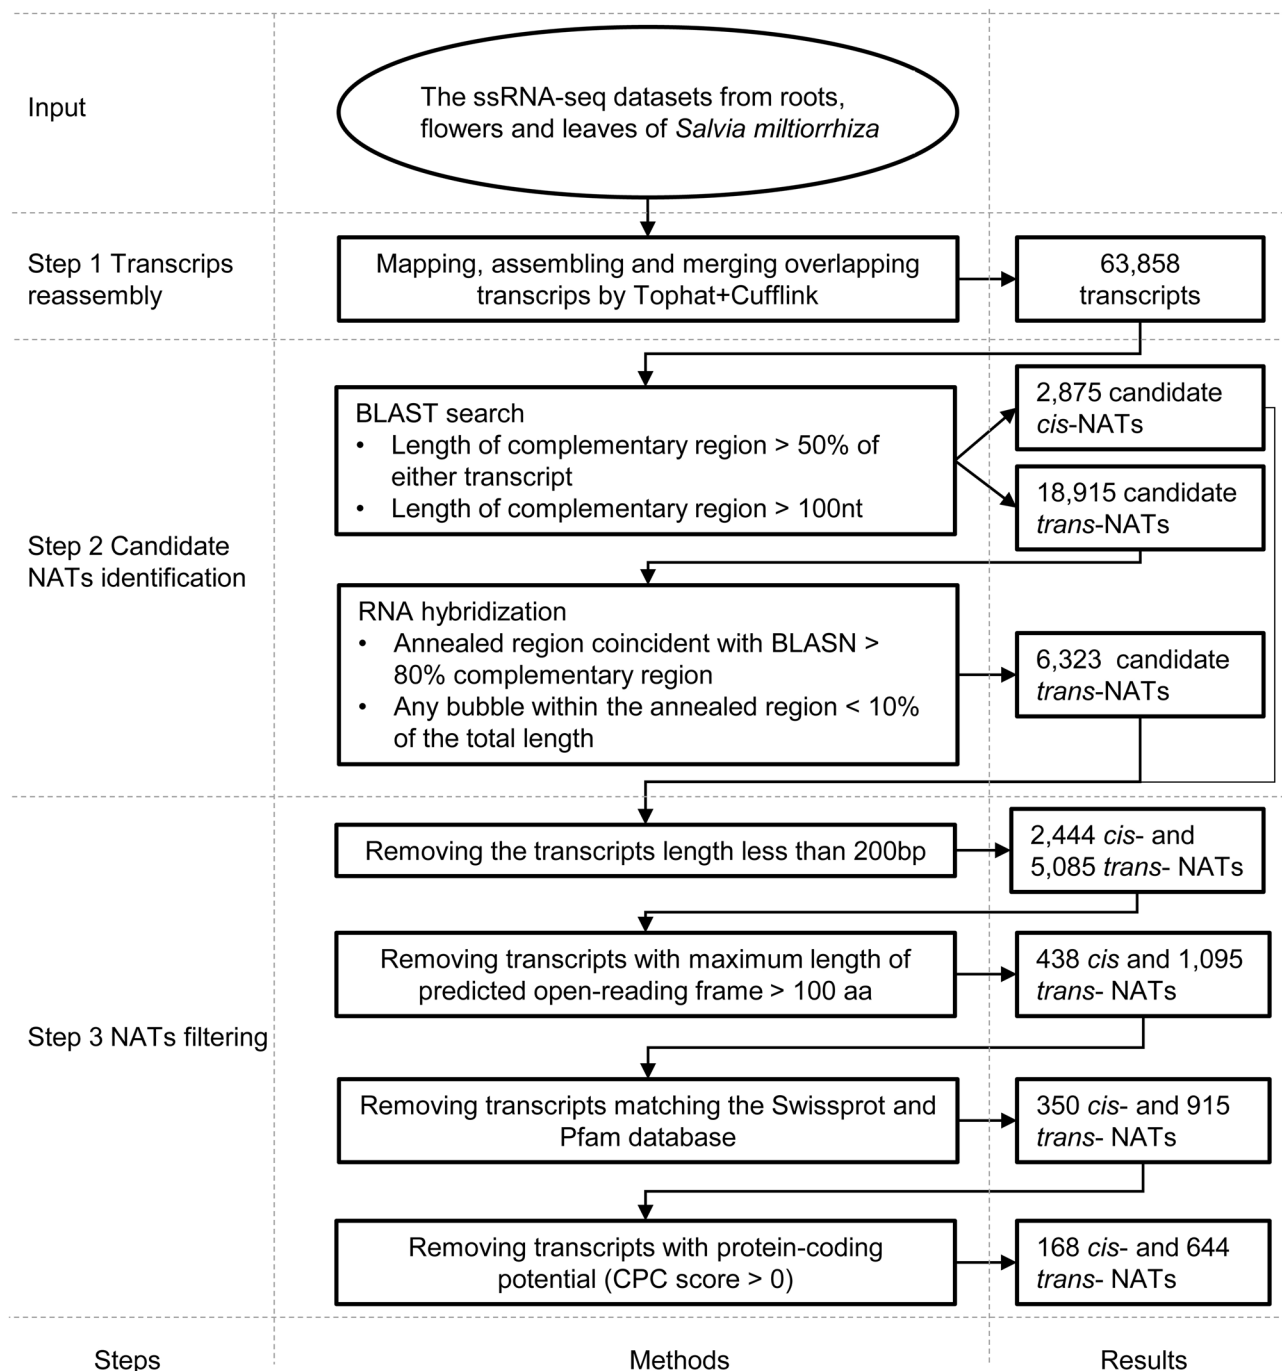 Input
The ssRNA-seq datasets from roots,
flowers and leaves of Salvia miltiorrhiza
Step 1 Transcrips
reassembly
Mapping, assembling and merging overlapping
transcrips by Tophat+Cufflink
63,858
transcripts
Step 2 Candidate
NATs identification
BLAST search
• Length of complementary region > 50% of
either transcript
• Length of complementary region > 100nt
2,875 candidate
cis-NATs
18,915 candidate
trans-NATs
RNA hybridization
• Annealed region coincident with BLASN >
80% complementary region
• Any bubble within the annealed region < 10%
of the total length
6,323 candidate
trans-NATs
Step 3 NATs filtering
Removing the transcripts length less than 200bp
2,444 cis- and
5,085 trans- NATs
Removing transcripts with maximum length of
predicted open-reading frame > 100 aa
438 cis and 1,095
trans- NATs
Removing transcripts matching the Swissprot and
Pfam database
350 cis- and 915
trans- NATs
Removing transcripts with protein-coding
potential (CPC score > 0)
168 cis- and 644
trans- NATs
Steps
Methods
Results